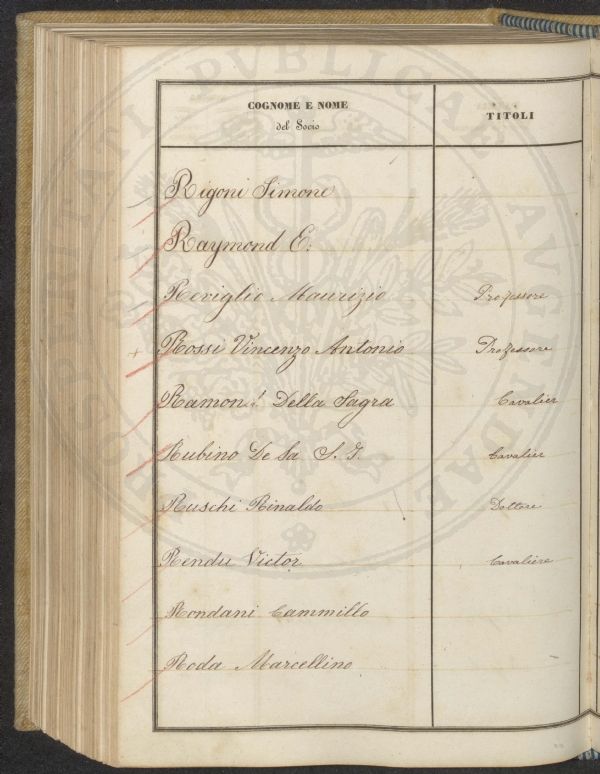 COGNOME E NOME
del Socio
TITOLI
Rigoni Simone
Raymond E.
Reviglio Maurizio Professore
Rossi Vincenzo Antonio Professore
Ramon Della Sagra Cavalier
Rubino De Sa S. J. Cavalier
Ruschi Rinaldo Dottore
Rendu Victor Cavaliere
Rondani Cammillo
Roda Marcellino
PUBLICAE